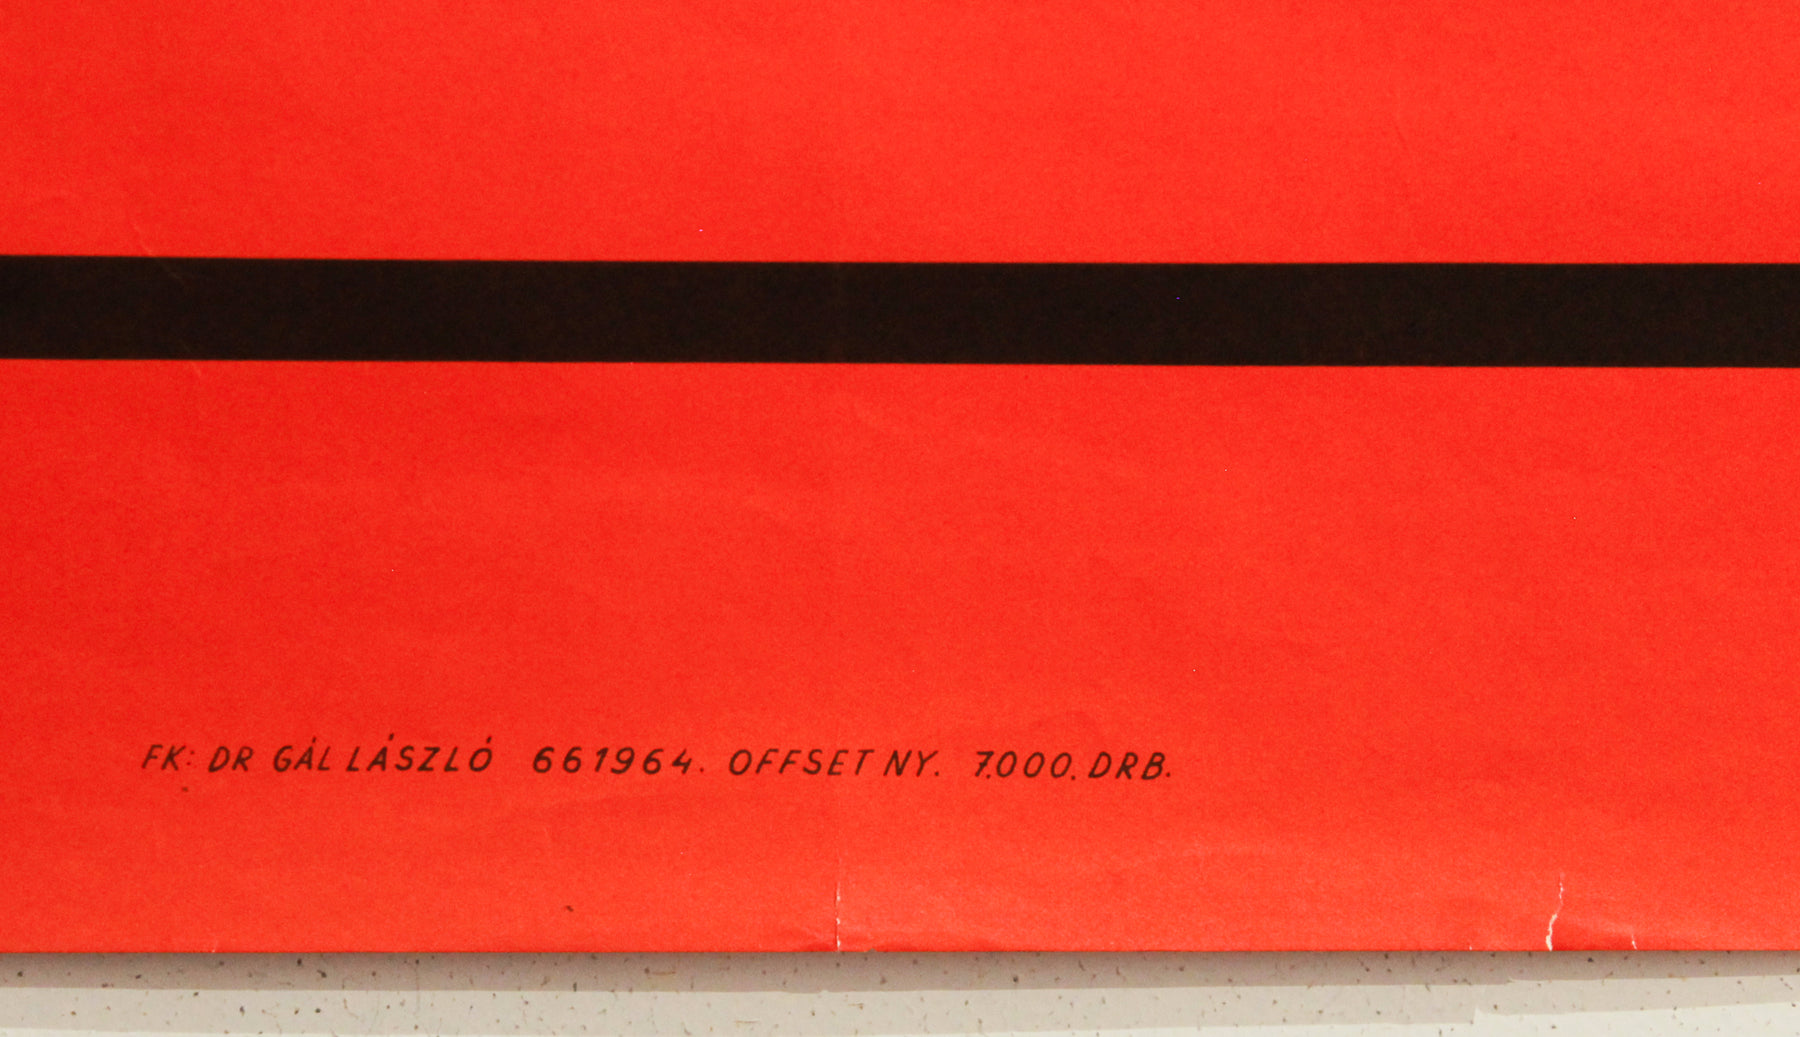 FK: DR GÁL LÁSZLÓ 661964. OFFSET NY. 7.000. DRB.